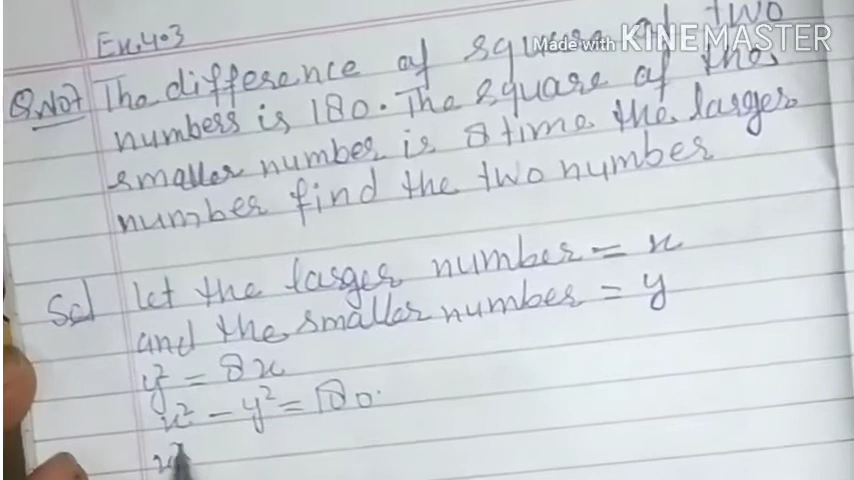 Ex. 4.3
Made with KINEMASTER
Q.No7 The difference of square of two
numbers is 180. The square of the
smaller number is 8 time the larger
number find the two number
Sol let the larger number = x
and the smaller number = y
y² = 8x
x² - y² = 180.
x²